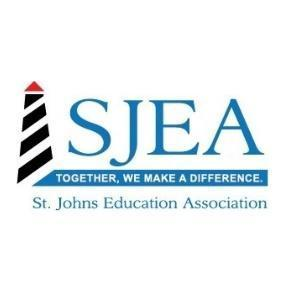 SJEA
TOGETHER, WE MAKE A DIFFERENCE.
St. Johns Education Association